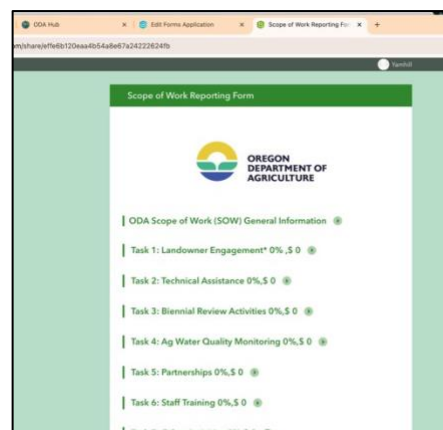 ODA Hub
Edit Forms Application
Scope of Work Reporting For
m/share/effe6b120eaa4b54a8e67a24222624fb
Yamhill
Scope of Work Reporting Form
OREGON
DEPARTMENT OF
AGRICULTURE
ODA Scope of Work (SOW) General Information
Task 1: Landowner Engagement* 0% ,$ 0
Task 2: Technical Assistance 0%,$ 0
Task 3: Biennial Review Activities 0%,$ 0
Task 4: Ag Water Quality Monitoring 0%,$ 0
Task 5: Partnerships 0%,$ 0
Task 6: Staff Training 0%,$ 0